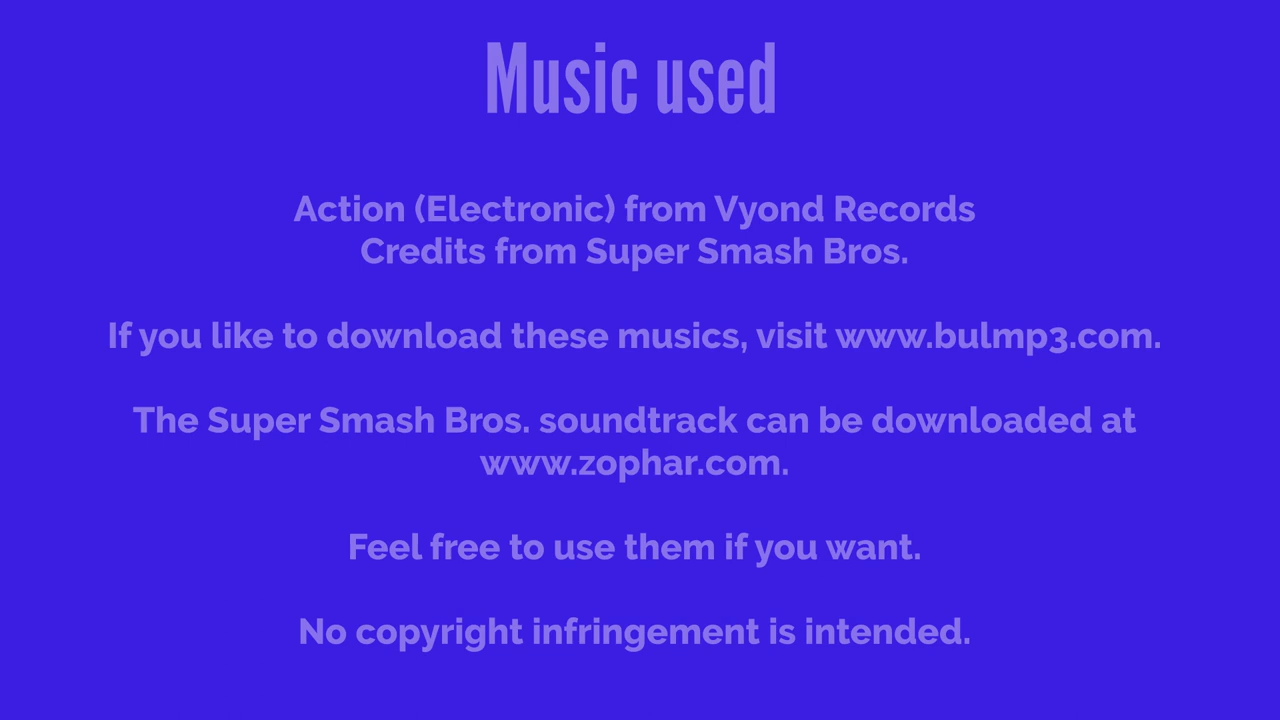 Music used
Action (Electronic) from Vyond Records
Credits from Super Smash Bros.
If you like to download these musics, visit www.bulmp3.com.
The Super Smash Bros. soundtrack can be downloaded at
www.zophar.com.
Feel free to use them if you want.
No copyright infringement is intended.